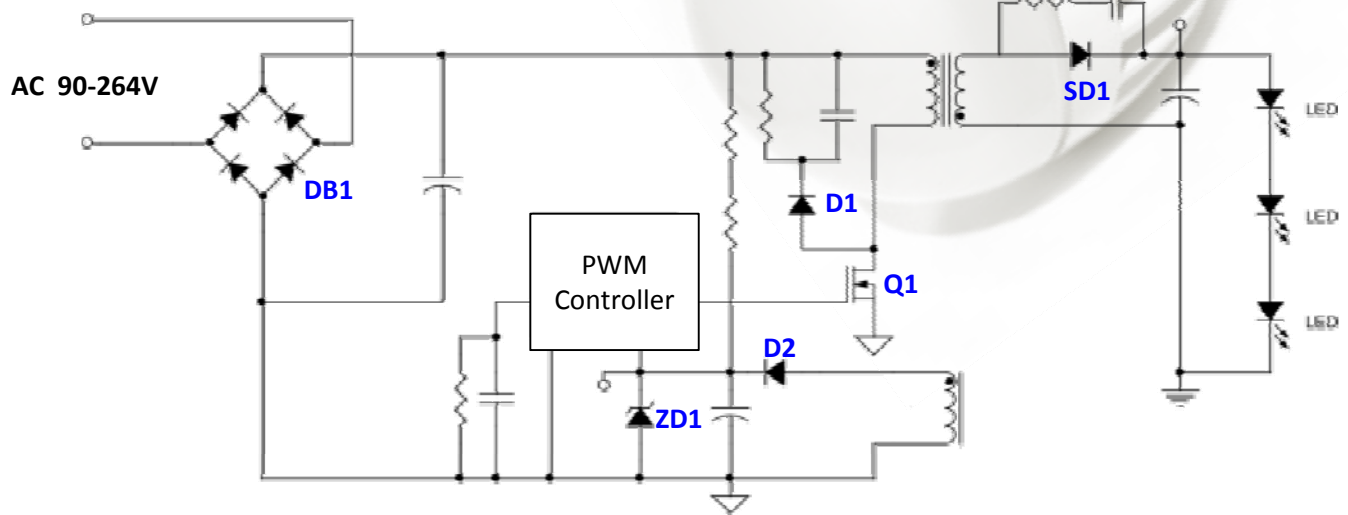 AC 90-264V
SD1
LED
DB1
D1
LED
PWM
Controller
Q1
LED
D2
ZD1